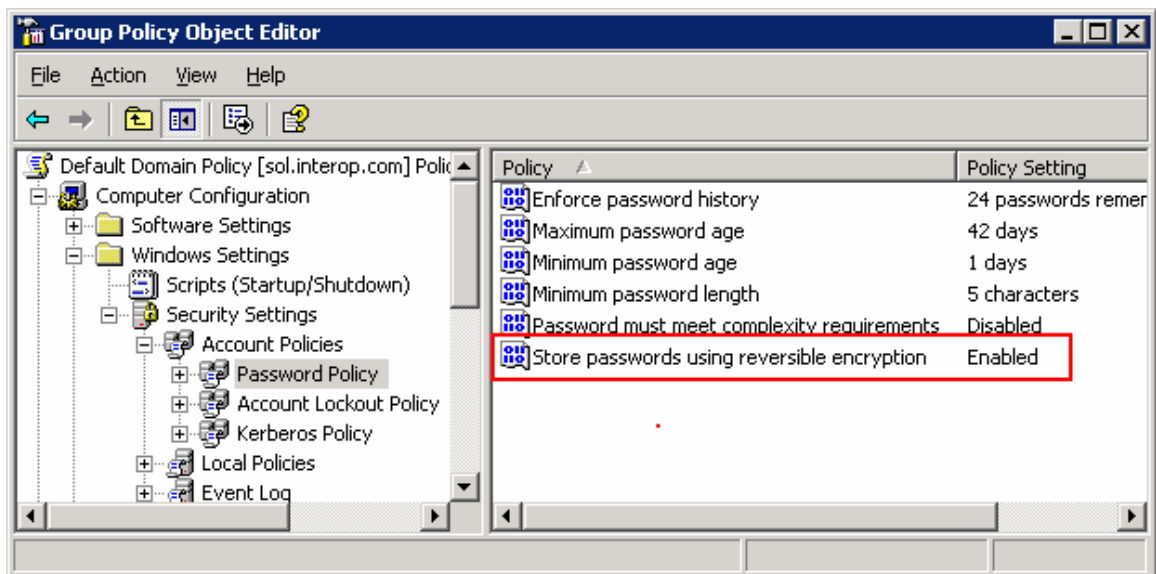 Group Policy Object Editor
File Action View Help
Default Domain Policy [sol.interop.com] Polic
Computer Configuration
Software Settings
Windows Settings
Scripts (Startup/Shutdown)
Security Settings
Account Policies
Password Policy
Account Lockout Policy
Kerberos Policy
Local Policies
Event Log
Policy Policy Setting
Enforce password history 24 passwords remem
Maximum password age 42 days
Minimum password age 1 days
Minimum password length 5 characters
Password must meet complexity requirements Disabled
Store passwords using reversible encryption Enabled